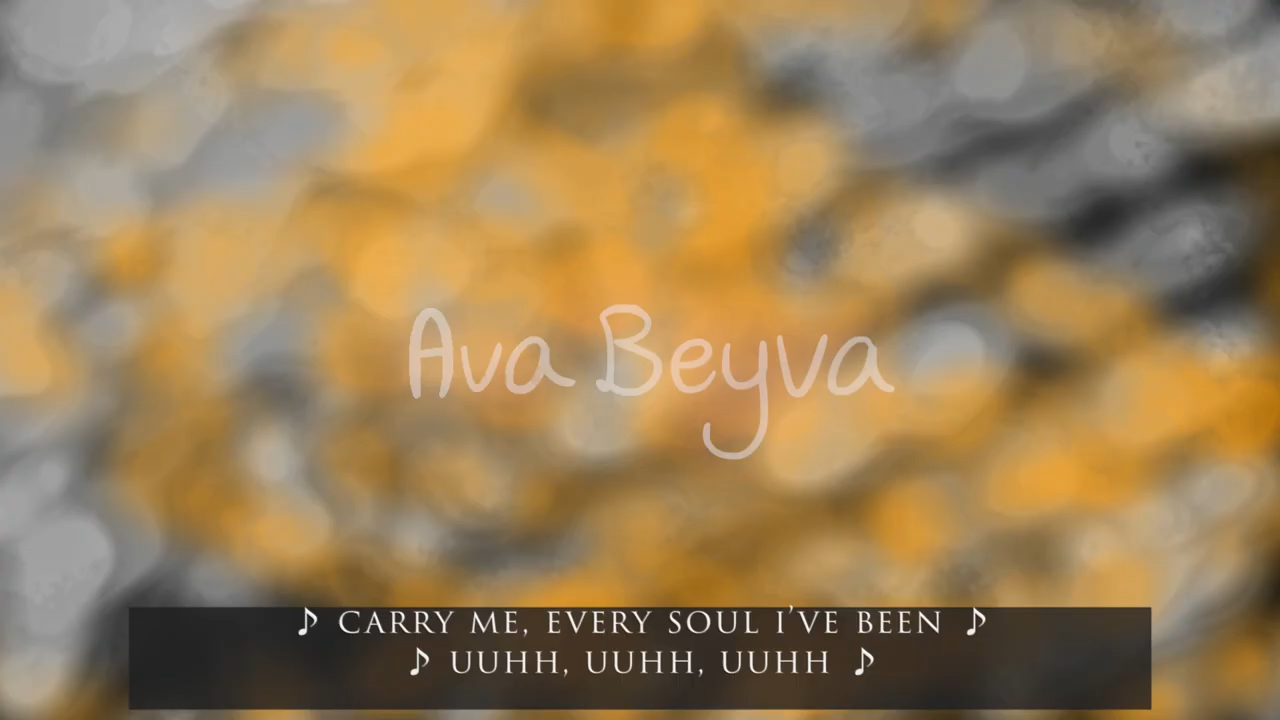 Ava Beyva
♪ CARRY ME, EVERY SOUL I'VE BEEN ♪
♪ UUHH, UUHH, UUHH ♪